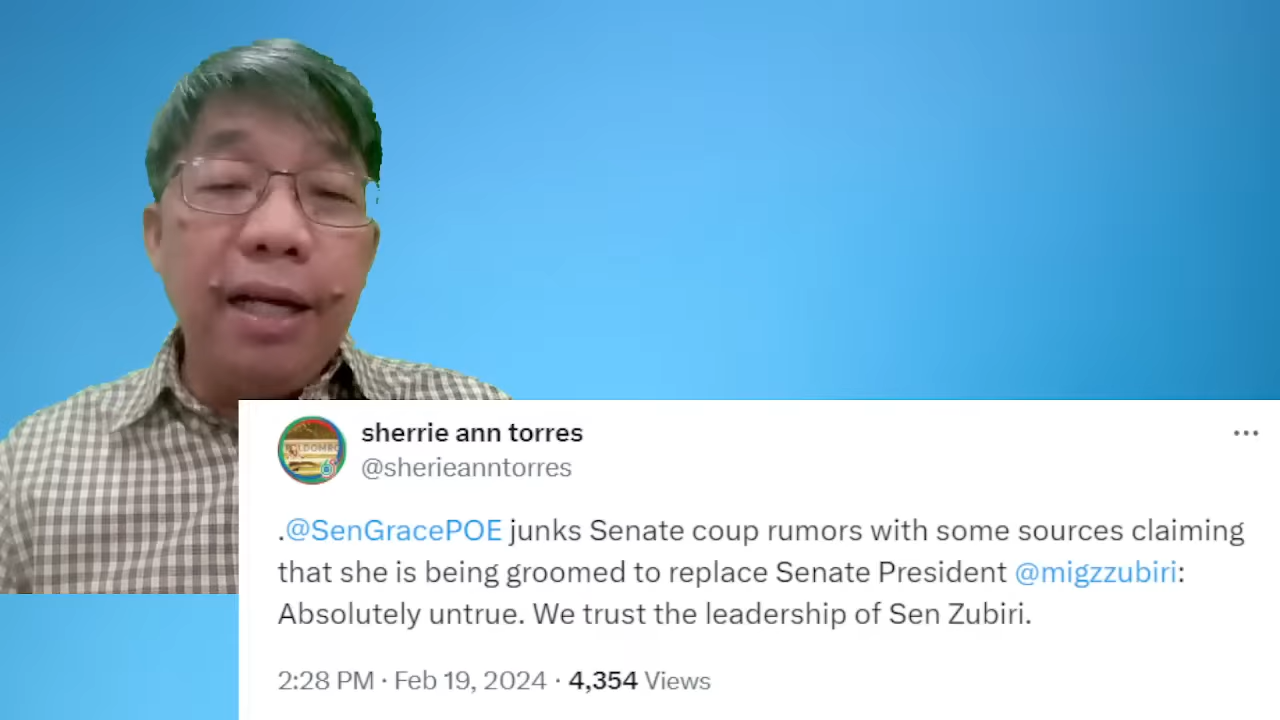 sherrie ann torres
@sherieanntorres
.@SenGracePOE junks Senate coup rumors with some sources claiming
that she is being groomed to replace Senate President @migzzubiri:
Absolutely untrue. We trust the leadership of Sen Zubiri.
2:28 PM · Feb 19, 2024 · 4,354 Views